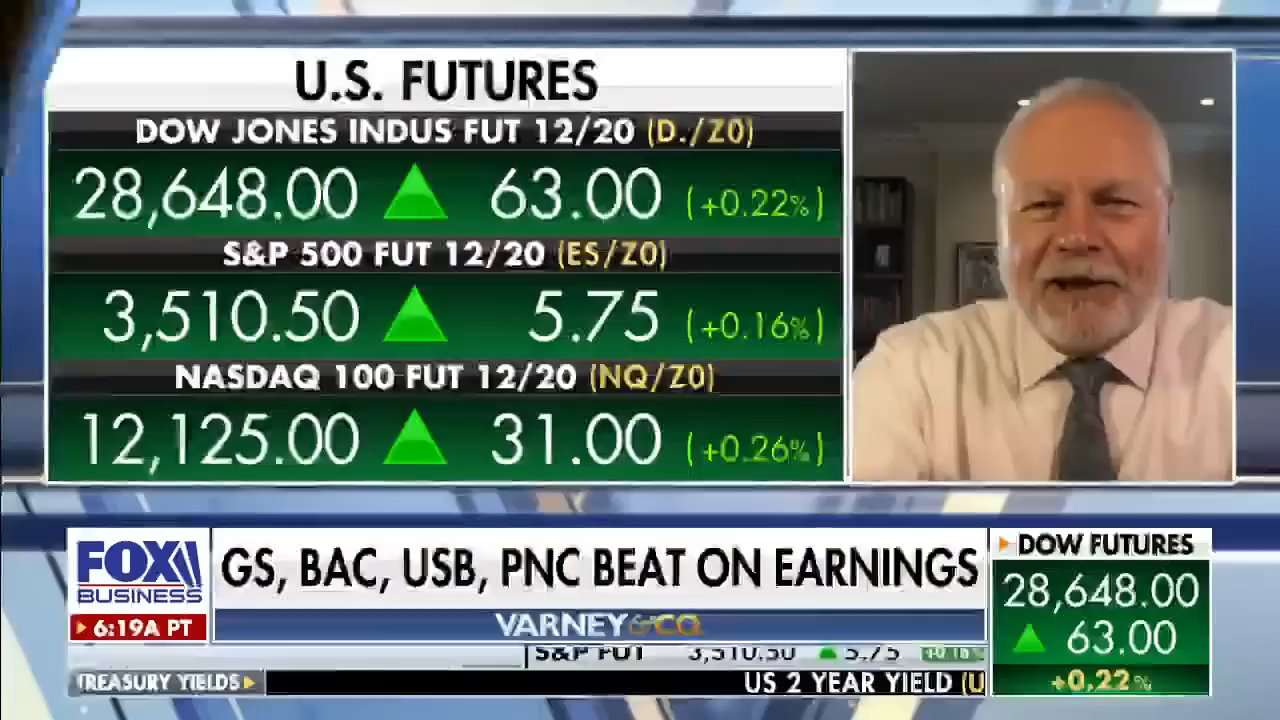 U.S. FUTURES
DOW JONES INDUS FUT 12/20 (D./Z0)
28,648.00 ▲ 63.00 (+0.22%)
S&P 500 FUT 12/20 (ES/Z0)
3,510.50 ▲ 5.75 (+0.16%)
NASDAQ 100 FUT 12/20 (NQ/Z0)
12,125.00 ▲ 31.00 (+0.26%)
FOX
BUSINESS
6:19A PT
GS, BAC, USB, PNC BEAT ON EARNINGS
VARNEY & CO.
DOW FUTURES
28,648.00
▲ 63.00
+0.22%
S&P FUT 3,510.50 ▲ 5.75 +0.16%
TREASURY YIELDS
US 2 YEAR YIELD (U